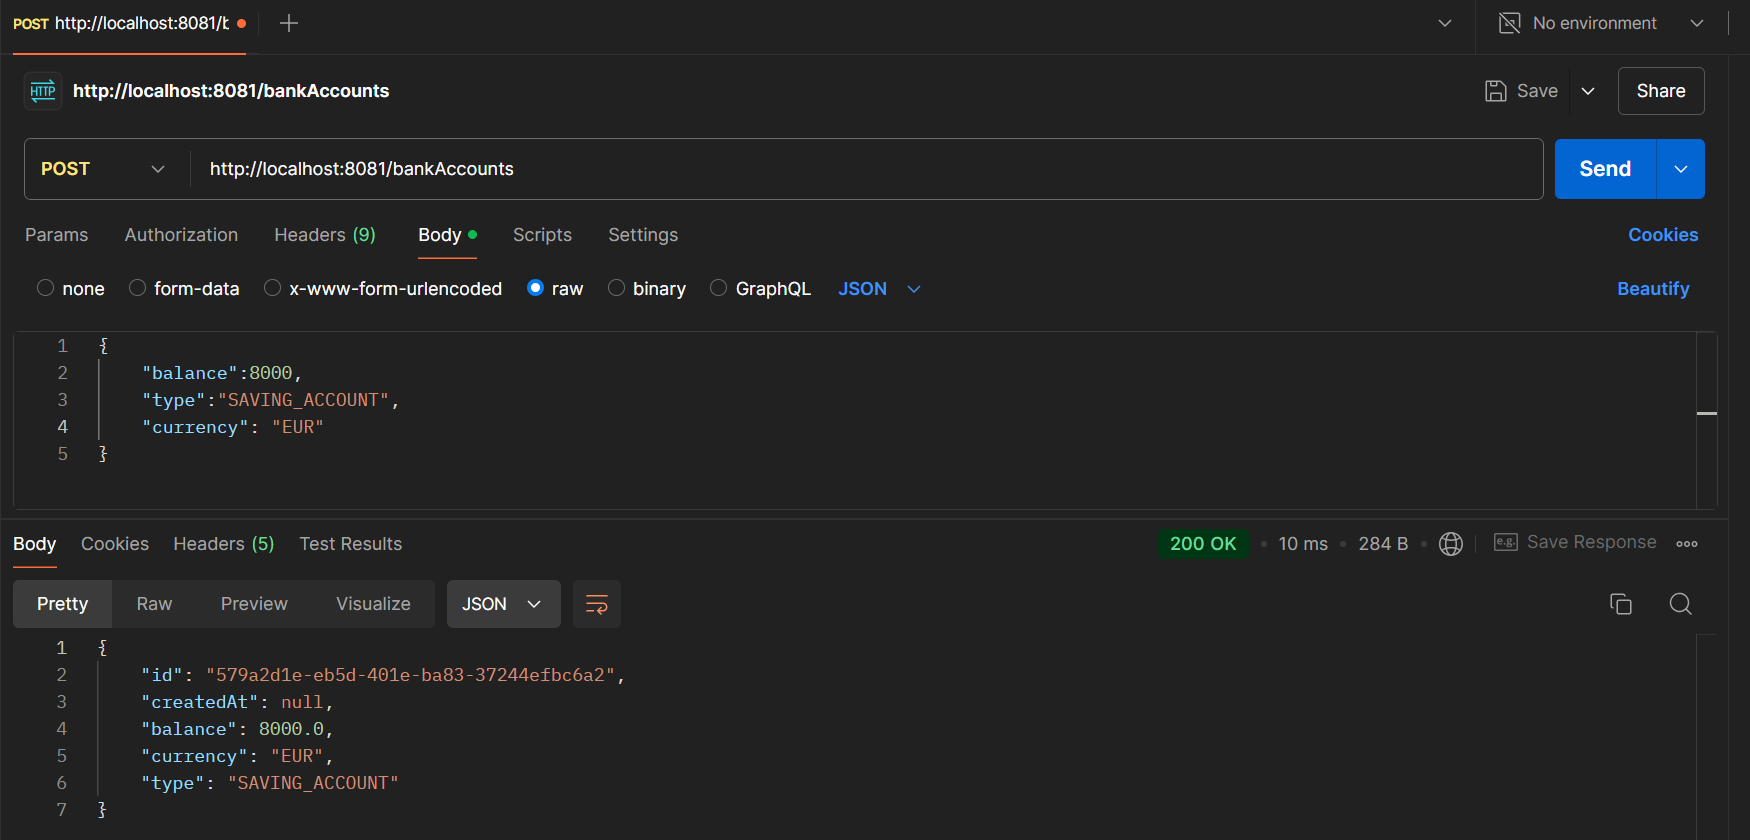 POST http://localhost:8081/b
No environment
HTTP http://localhost:8081/bankAccounts
Save
Share
POST http://localhost:8081/bankAccounts
Send
Params Authorization Headers (9) Body Scripts Settings Cookies
none form-data x-www-form-urlencoded raw binary GraphQL JSON Beautify
1 {
2 "balance":8000,
3 "type":"SAVING_ACCOUNT",
4 "currency": "EUR"
5 }
Body Cookies Headers (5) Test Results 200 OK • 10 ms • 284 B • e.g. Save Response
Pretty Raw Preview Visualize JSON
1 {
2 "id": "579a2d1e-eb5d-401e-ba83-37244efbc6a2",
3 "createdAt": null,
4 "balance": 8000.0,
5 "currency": "EUR",
6 "type": "SAVING_ACCOUNT"
7 }